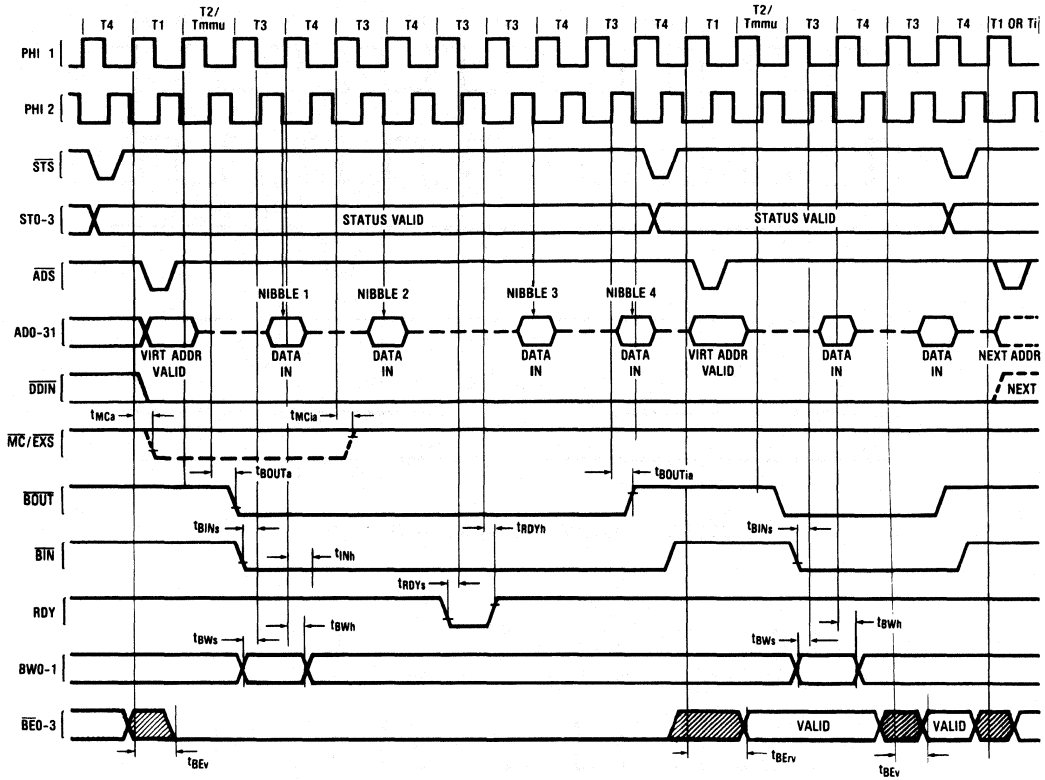 T4 T1 T2/ Tmmu T3 T4 T3 T4 T3 T4 T3 T4 T1 T2/ Tmmu T3 T4 T3 T4 T1 OR Ti
PHI 1
PHI 2
STS
ST0-3 STATUS VALID STATUS VALID
ADS
NIBBLE 1 NIBBLE 2 NIBBLE 3 NIBBLE 4
AD0-31
VIRT ADDR VALID DATA IN DATA IN DATA IN DATA IN VIRT ADDR VALID DATA IN DATA IN NEXT ADDR
DDIN NEXT
tMCa tMCia
MC/EXS
tBOUTa tBOUTia
BOUT
tBINs tRDYh tBINs
BIN tINh
tRDYs
RDY
tBWs tBWh tBWs tBWh
BW0-1
BE0-3 VALID VALID
tBEv tBErv tBEv